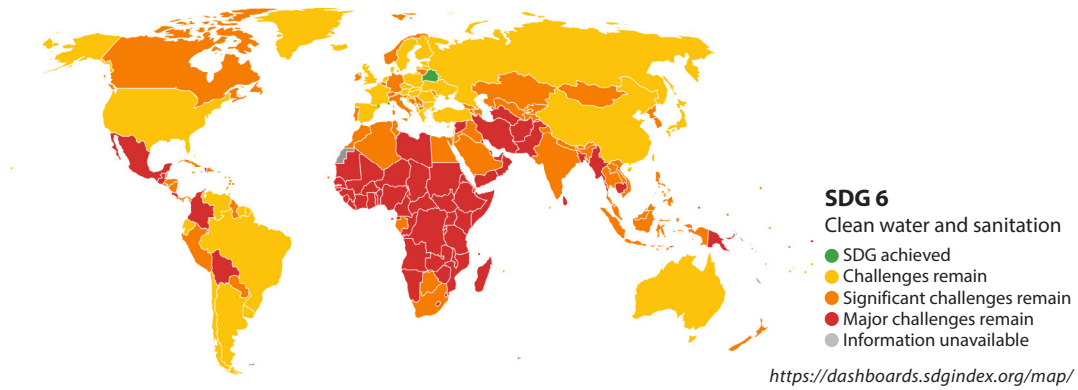 SDG 6
Clean water and sanitation
SDG achieved
Challenges remain
Significant challenges remain
Major challenges remain
Information unavailable
https://dashboards.sdgindex.org/map/